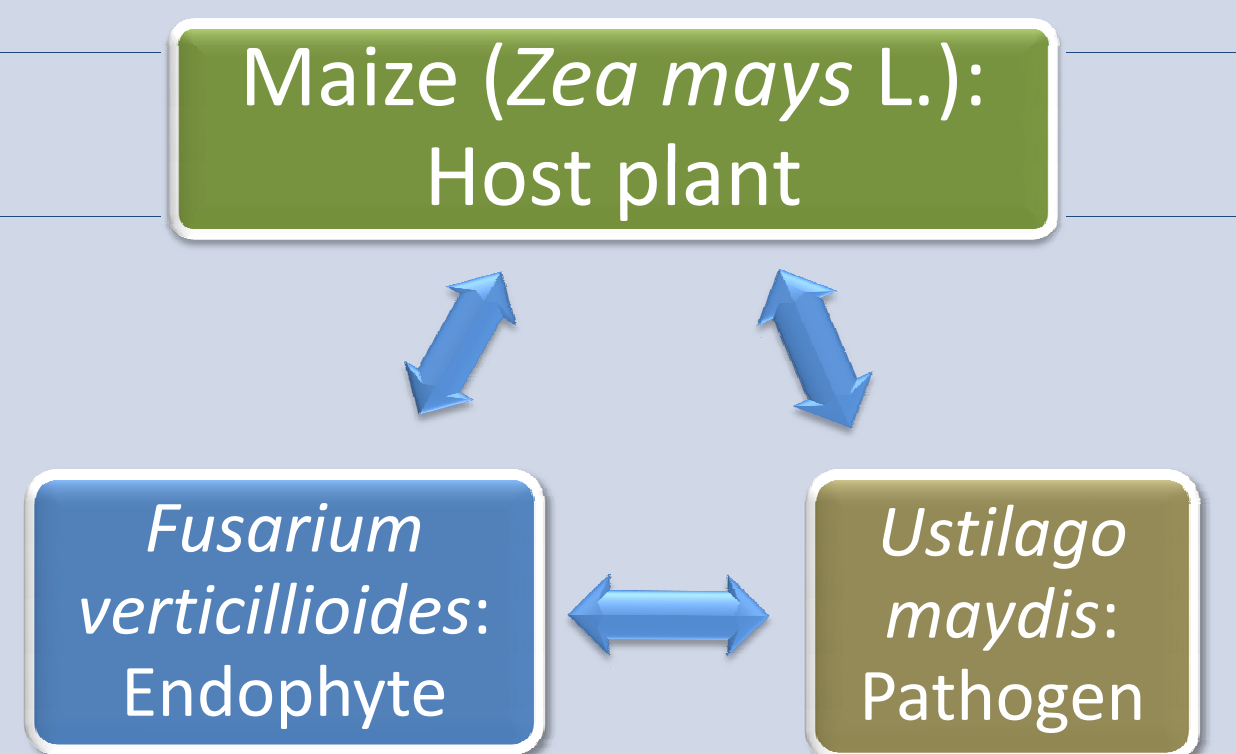 Maize (Zea mays L.):
Host plant
Fusarium
verticillioides:
Endophyte
Ustilago
maydis:
Pathogen